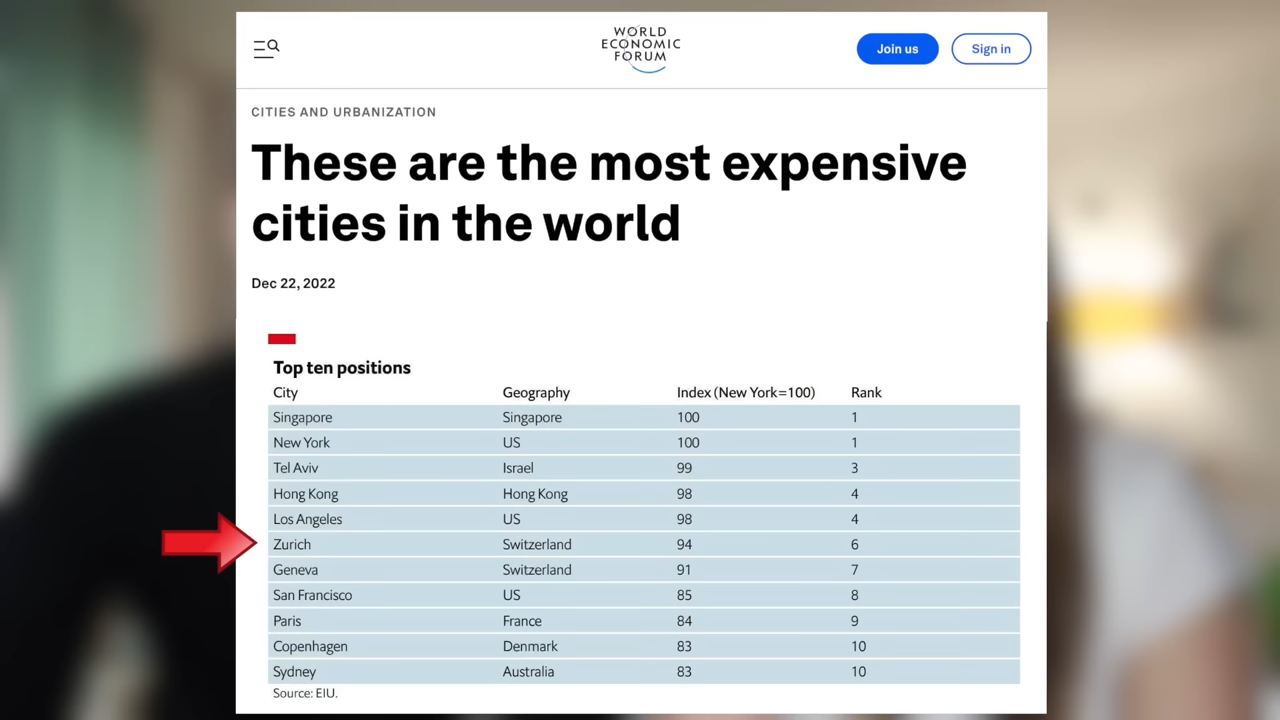 WORLD
ECONOMIC
FORUM
Join us
Sign in
CITIES AND URBANIZATION
These are the most expensive
cities in the world
Dec 22, 2022
Top ten positions
City Geography Index (New York=100) Rank
Singapore Singapore 100 1
New York US 100 1
Tel Aviv Israel 99 3
Hong Kong Hong Kong 98 4
Los Angeles US 98 4
Zurich Switzerland 94 6
Geneva Switzerland 91 7
San Francisco US 85 8
Paris France 84 9
Copenhagen Denmark 83 10
Sydney Australia 83 10
Source: EIU.